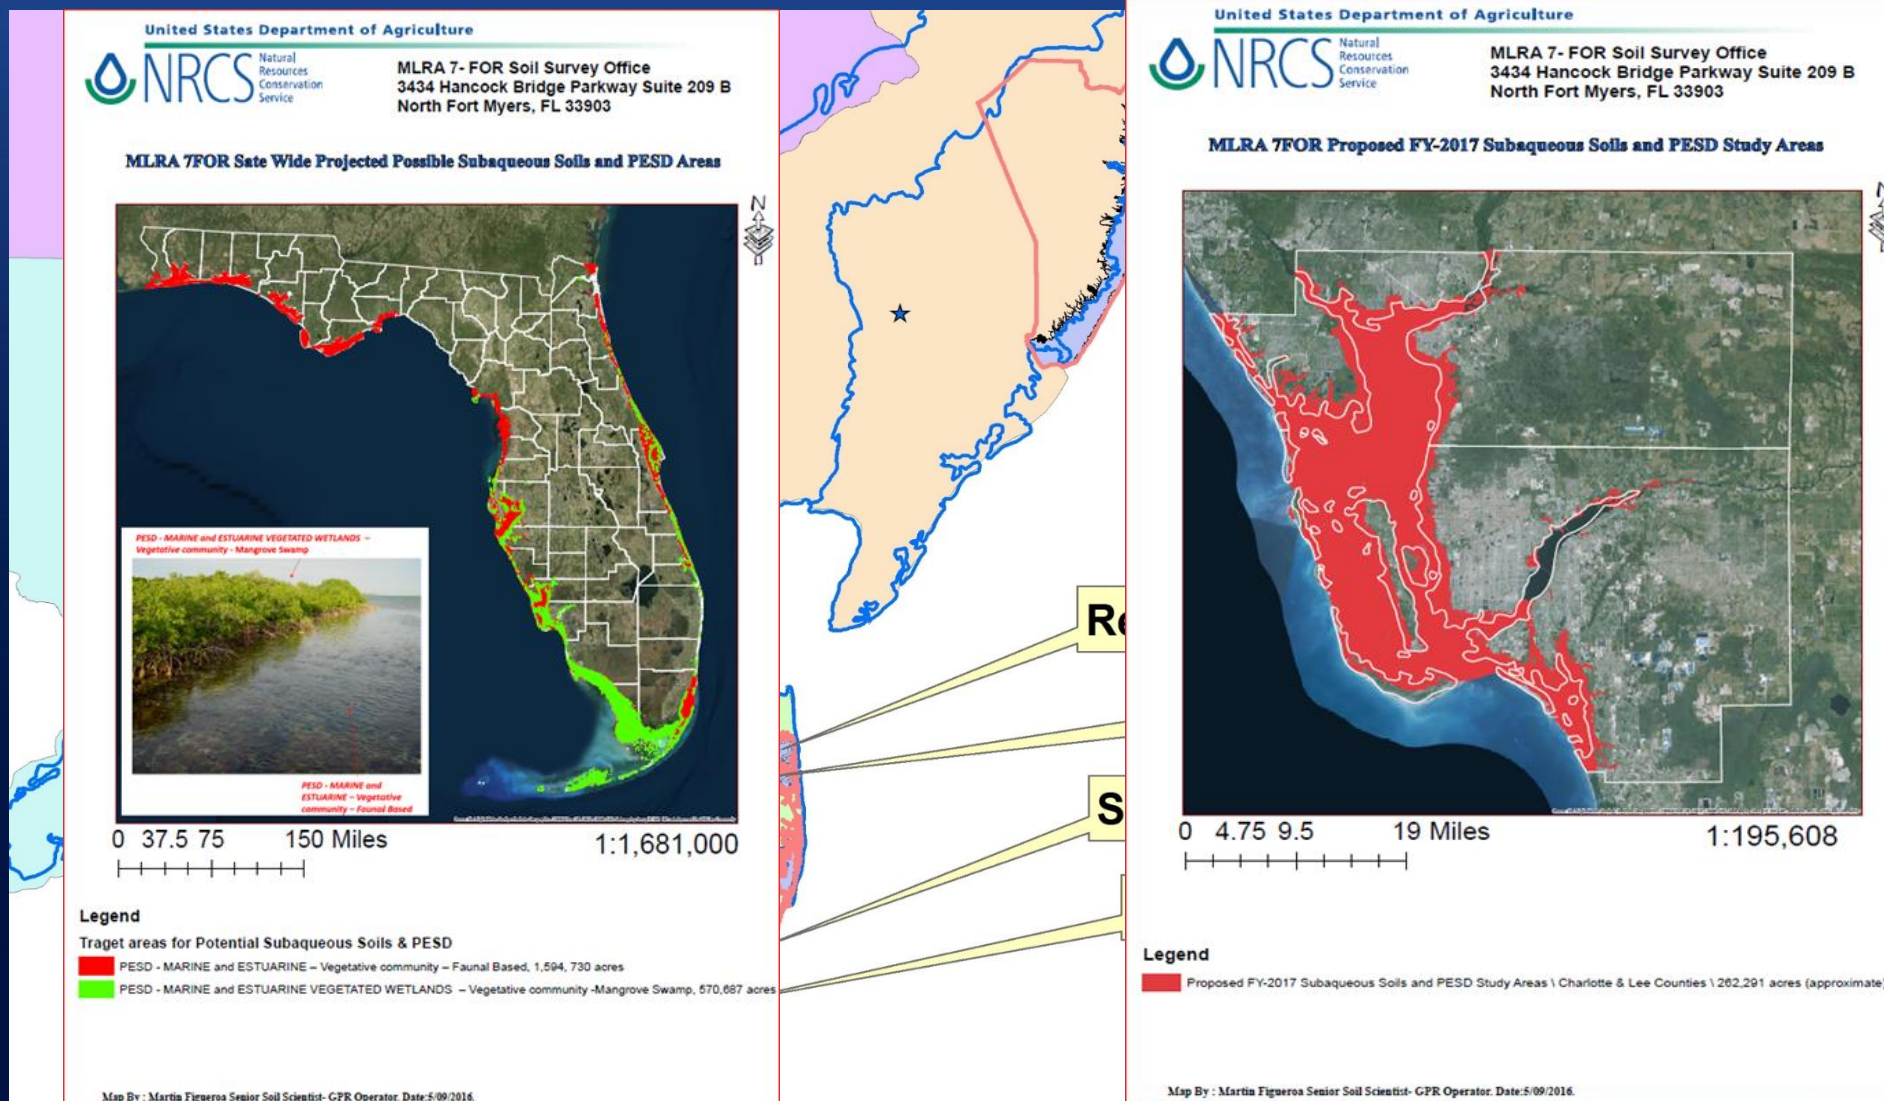 United States Department of Agriculture
NRCS
Natural
Resources
Conservation
Service
MLRA 7- FOR Soil Survey Office
3434 Hancock Bridge Parkway Suite 209 B
North Fort Myers, FL 33903
MLRA 7FOR Sate Wide Projected Possible Subaqueous Soils and PESD Areas
N
PESD - MARINE and ESTUARINE VEGETATED WETLANDS –
Vegetative community - Mangrove Swamp
PESD - MARINE and
ESTUARINE – Vegetative
community – Faunal Based
0 37.5 75 150 Miles
1:1,681,000
Legend
Traget areas for Potential Subaqueous Soils & PESD
PESD - MARINE and ESTUARINE – Vegetative community – Faunal Based, 1,594, 730 acres
PESD - MARINE and ESTUARINE VEGETATED WETLANDS – Vegetative community -Mangrove Swamp, 570,687 acres
Map By : Martin Figueroa Senior Soil Scientist- GPR Operator. Date:5/09/2016.
Re
S
United States Department of Agriculture
NRCS
Natural
Resources
Conservation
Service
MLRA 7- FOR Soil Survey Office
3434 Hancock Bridge Parkway Suite 209 B
North Fort Myers, FL 33903
MLRA 7FOR Proposed FY-2017 Subaqueous Soils and PESD Study Areas
N
0 4.75 9.5 19 Miles
1:195,608
Legend
Proposed FY-2017 Subaqueous Soils and PESD Study Areas \ Charlotte & Lee Counties \ 262,291 acres (approximate)
Map By : Martin Figueroa Senior Soil Scientist- GPR Operator. Date:5/09/2016.